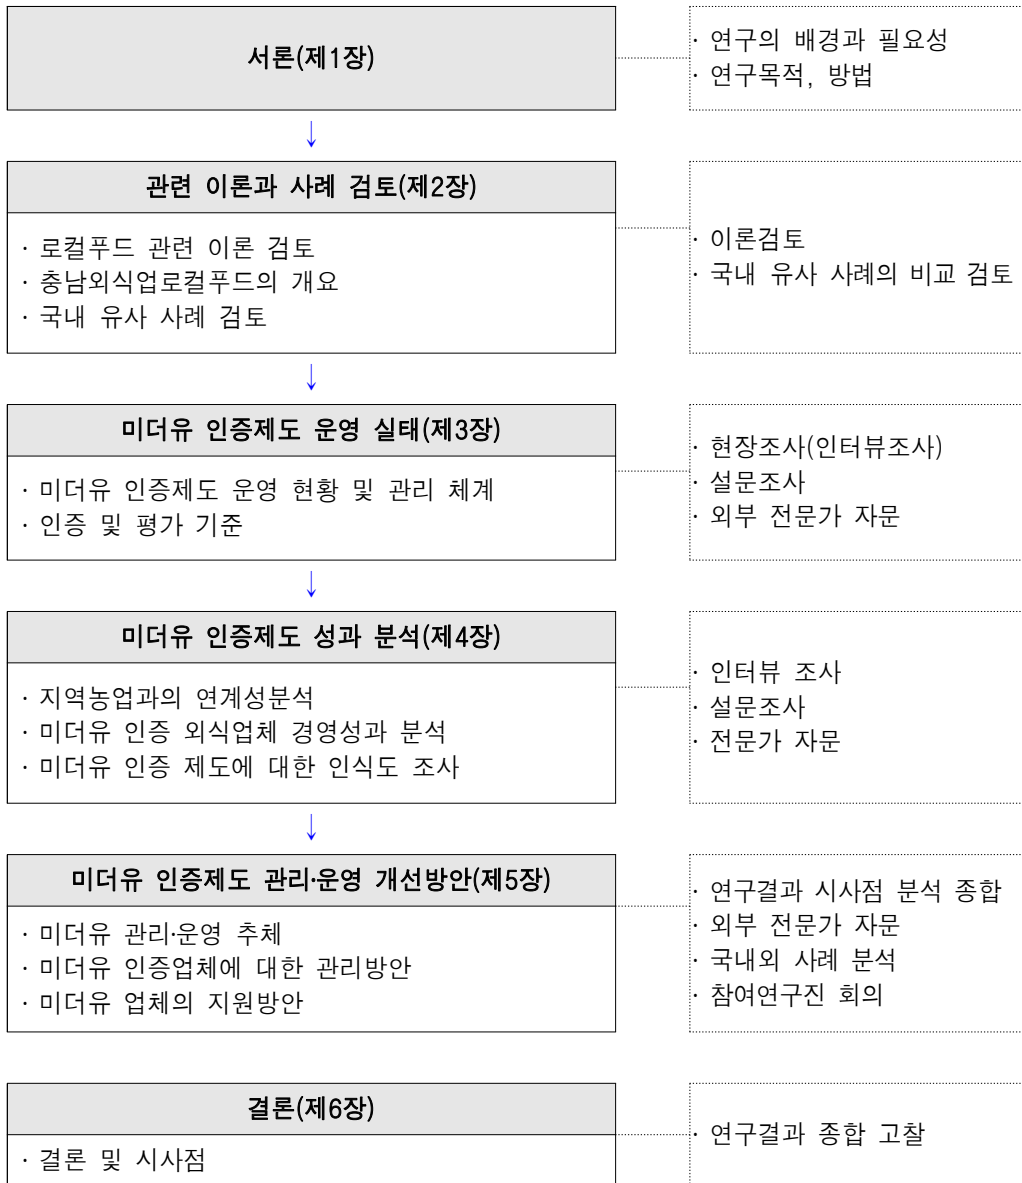 서론(제1장)
· 연구의 배경과 필요성
· 연구목적, 방법
↓
관련 이론과 사례 검토(제2장)
· 로컬푸드 관련 이론 검토
· 충남외식업로컬푸드의 개요
· 국내 유사 사례 검토
· 이론검토
· 국내 유사 사례의 비교 검토
↓
미더유 인증제도 운영 실태(제3장)
· 미더유 인증제도 운영 현황 및 관리 체계
· 인증 및 평가 기준
· 현장조사(인터뷰조사)
· 설문조사
· 외부 전문가 자문
↓
미더유 인증제도 성과 분석(제4장)
· 지역농업과의 연계성분석
· 미더유 인증 외식업체 경영성과 분석
· 미더유 인증 제도에 대한 인식도 조사
· 인터뷰 조사
· 설문조사
· 전문가 자문
↓
미더유 인증제도 관리·운영 개선방안(제5장)
· 미더유 관리·운영 추체
· 미더유 인증업체에 대한 관리방안
· 미더유 업체의 지원방안
· 연구결과 시사점 분석 종합
· 외부 전문가 자문
· 국내외 사례 분석
· 참여연구진 회의
결론(제6장)
· 결론 및 시사점
· 연구결과 종합 고찰